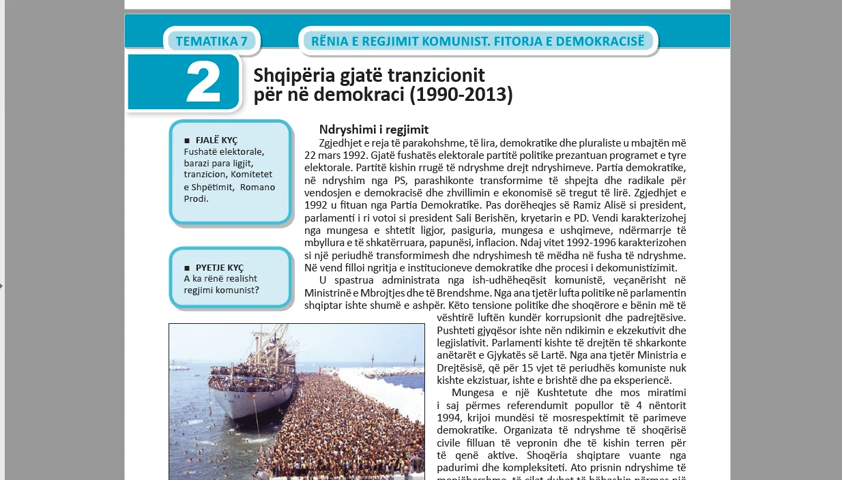 TEMATIKA 7
RËNIA E REGJIMIT KOMUNIST. FITORJA E DEMOKRACISË
2
Shqipëria gjatë tranzicionit
për në demokraci (1990-2013)
■ FJALË KYÇ
Fushatë elektorale,
barazi para ligjit,
tranzicion, Komitetet
e Shpëtimit, Romano
Prodi.
■ PYETJE KYÇ
A ka rënë realisht
regjimi komunist?
Ndryshimi i regjimit
Zgjedhjet e reja të parakohshme, të lira, demokratike dhe pluraliste u mbajtën më
22 mars 1992. Gjatë fushatës elektorale partitë politike prezantuan programet e tyre
elektorale. Partitë kishin rrugë të ndryshme drejt ndryshimeve. Partia demokratike,
në ndryshim nga PS, parashikonte transformime të shpejta dhe radikale për
vendosjen e demokracisë dhe zhvillimin e ekonomisë së tregut të lirë. Zgjedhjet e
1992 u fituan nga Partia Demokratike. Pas dorëheqjes së Ramiz Alisë si president,
parlamenti i ri votoi si president Sali Berishën, kryetarin e PD. Vendi karakterizohej
nga mungesa e shtetit ligjor, pasiguria, mungesa e ushqimeve, ndërmarrje të
mbyllura e të shkatërruara, papunësi, inflacion. Ndaj vitet 1992-1996 karakterizohen
si një periudhë transformimesh dhe ndryshimesh të mëdha në fusha të ndryshme.
Në vend filloi ngritja e institucioneve demokratike dhe procesi i dekomunistizimit.
U spastrua administrata nga ish-udhëheqësit komunistë, veçanërisht në
Ministrinë e Mbrojtjes dhe të Brendshme. Nga ana tjetër lufta politike në parlamentin
shqiptar ishte shumë e ashpër. Këto tensione politike dhe shoqërore e bënin më të
vështirë luftën kundër korrupsionit dhe padrejtësive.
Pushteti gjyqësor ishte nën ndikimin e ekzekutivit dhe
legjislativit. Parlamenti kishte të drejtën të shkarkonte
anëtarët e Gjykatës së Lartë. Nga ana tjetër Ministria e
Drejtësisë, që për 15 vjet të periudhës komuniste nuk
kishte ekzistuar, ishte e brishtë dhe pa eksperiencë.
Mungesa e një Kushtetute dhe mos miratimi
i saj përmes referendumit popullor të 4 nëntorit
1994, krijoi mundësi të mosrespektimit të parimeve
demokratike. Organizata të ndryshme të shoqërisë
civile filluan të vepronin dhe të kishin terren për
të qenë aktive. Shoqëria shqiptare vuante nga
padurimi dhe kompleksiteti. Ato prisnin ndryshime të